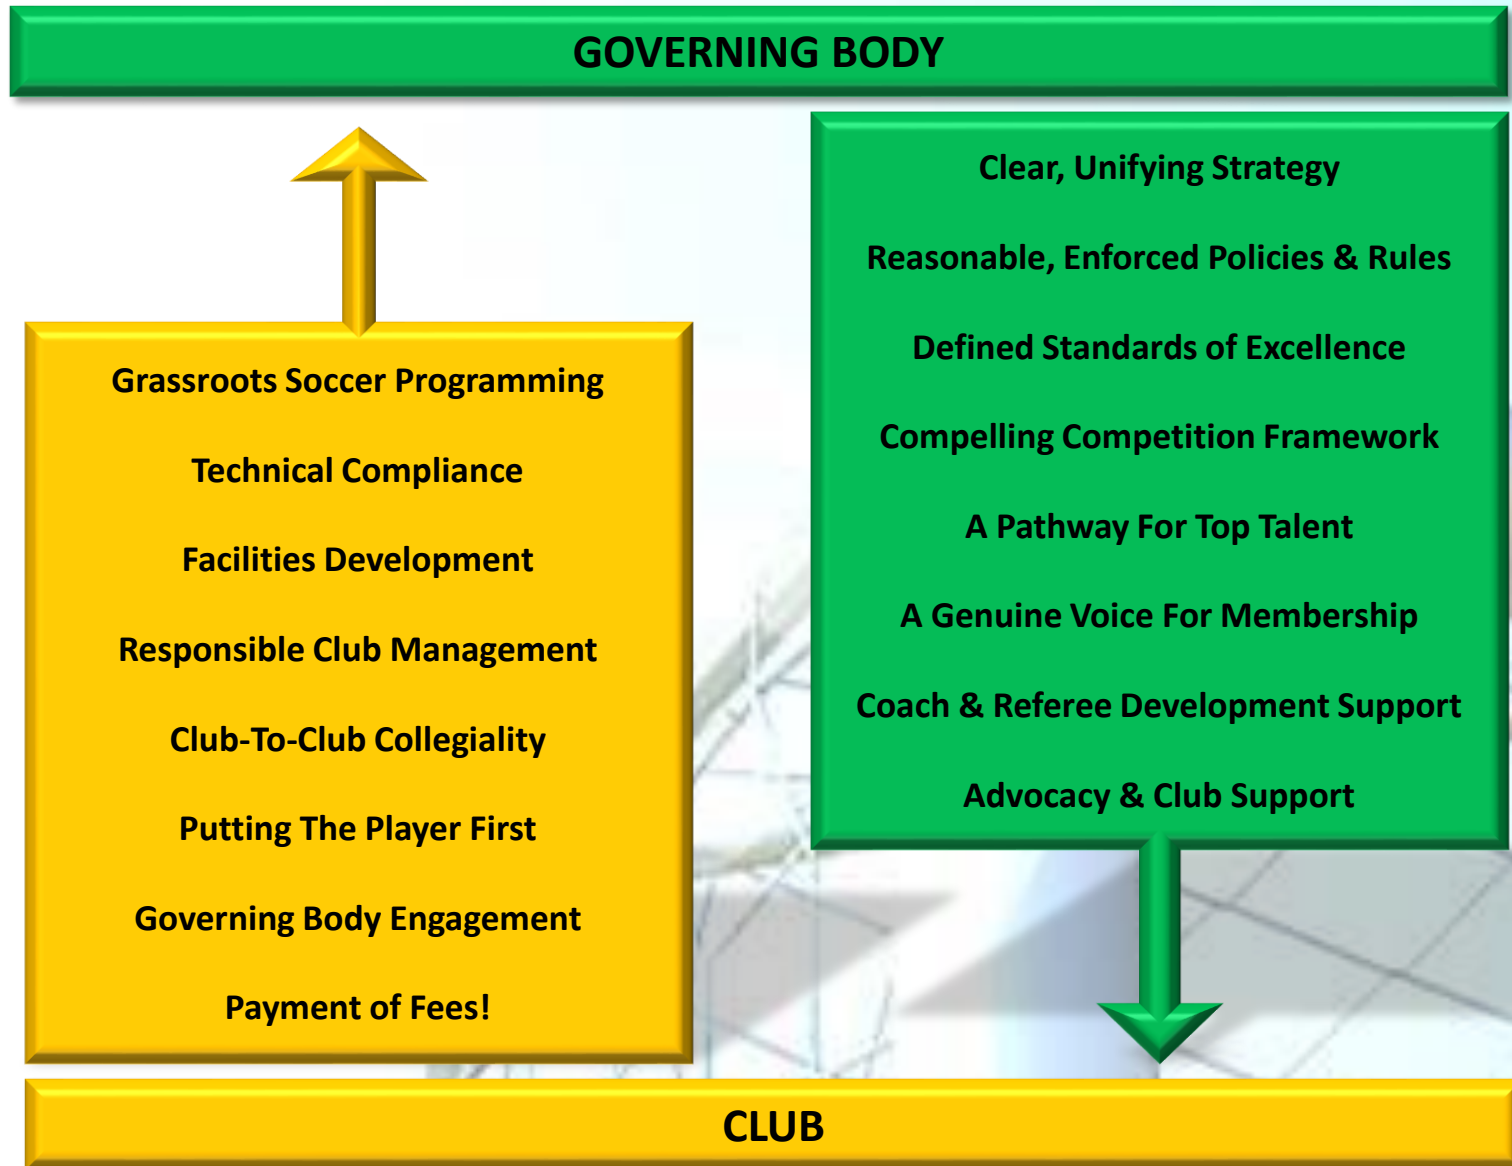 GOVERNING BODY
Grassroots Soccer Programming
Technical Compliance
Facilities Development
Responsible Club Management
Club-To-Club Collegiality
Putting The Player First
Governing Body Engagement
Payment of Fees!
Clear, Unifying Strategy
Reasonable, Enforced Policies & Rules
Defined Standards of Excellence
Compelling Competition Framework
A Pathway For Top Talent
A Genuine Voice For Membership
Coach & Referee Development Support
Advocacy & Club Support
CLUB